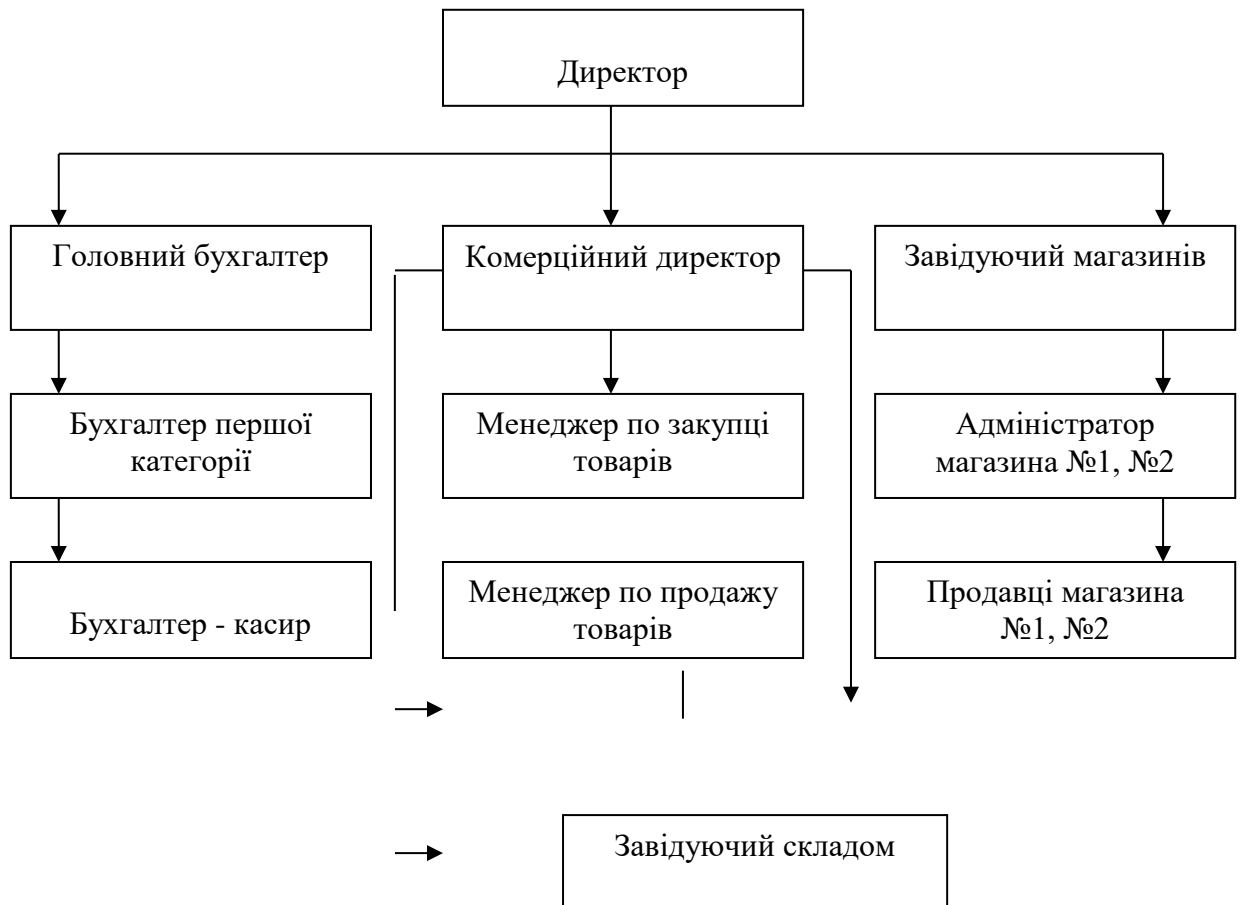 Директор
Головний бухгалтер
Комерційний директор
Завідуючий магазинів
Бухгалтер першої
категорії
Менеджер по закупці
товарів
Адміністратор
магазина №1, №2
Бухгалтер - касир
Менеджер по продажу
товарів
Продавці магазина
№1, №2
Завідуючий складом